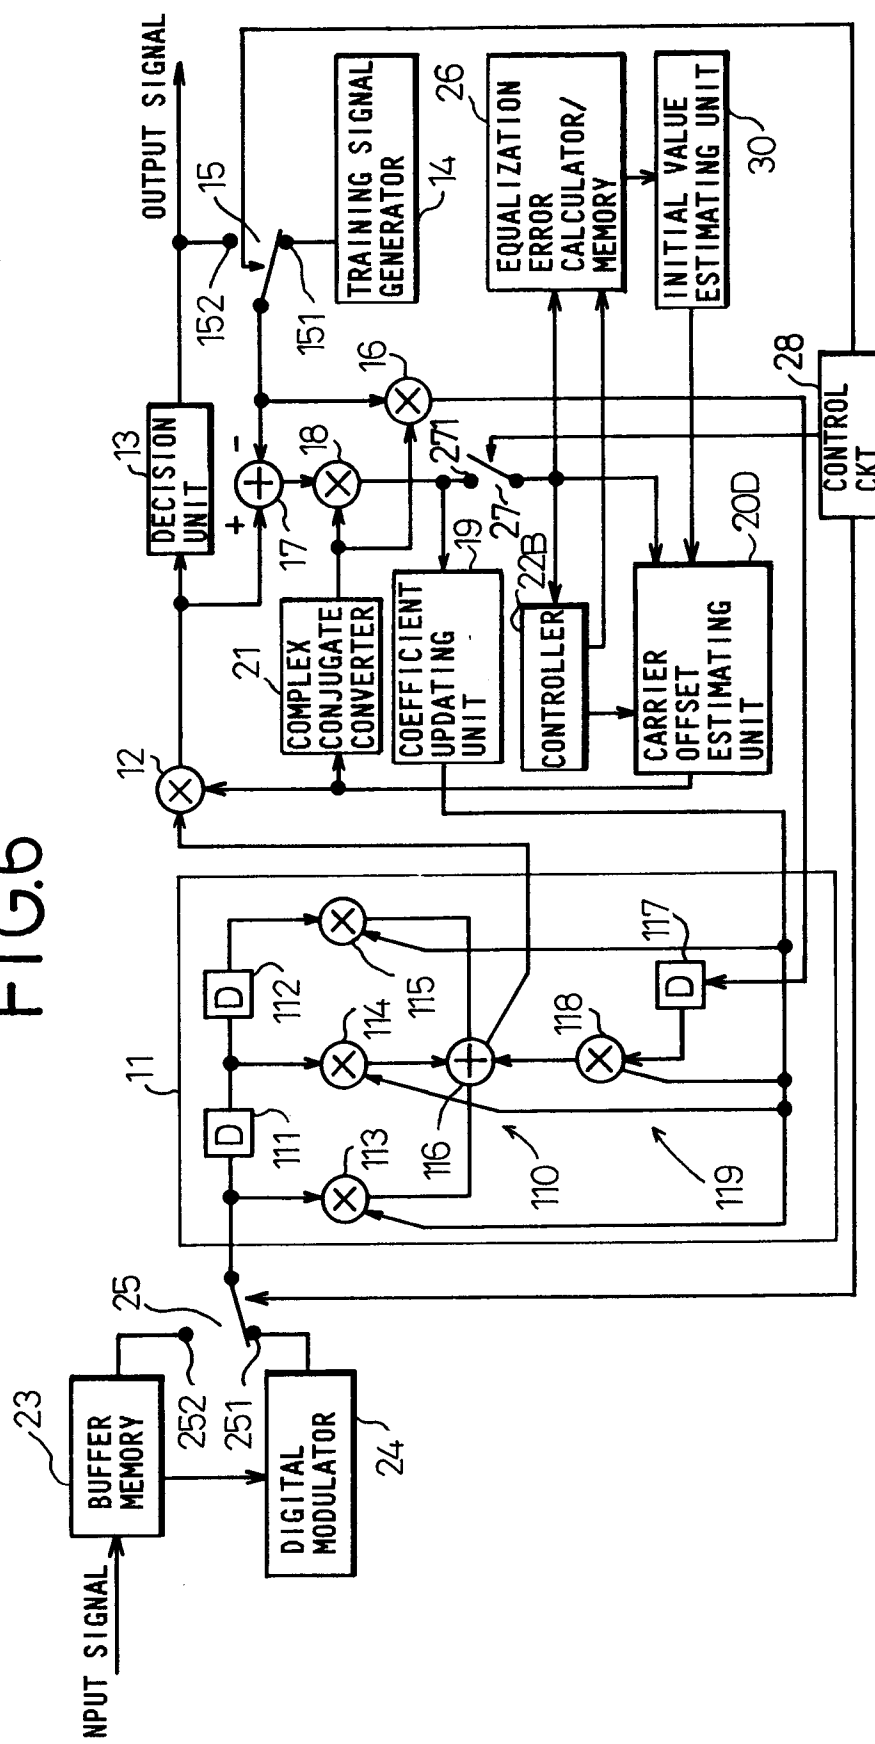 FIG.6
NPUT SIGNAL
BUFFER
MEMORY
23
DIGITAL
MODULATOR
24
25
252
251
11
D
111
D
112
113
114
115
116
110
118
D
117
119
12
DECISION
UNIT
13
OUTPUT SIGNAL
+
-
17
18
16
15
152
151
TRAINING SIGNAL
GENERATOR
14
COMPLEX
CONJUGATE
CONVERTER
21
COEFFICIENT
UPDATING
UNIT
19
271
27
CONTROLLER
22B
CARRIER
OFFSET
ESTIMATING
UNIT
20D
EQUALIZATION
ERROR
CALCULATOR/
MEMORY
26
INITIAL VALUE
ESTIMATING UNIT
30
CONTROL
CKT
28